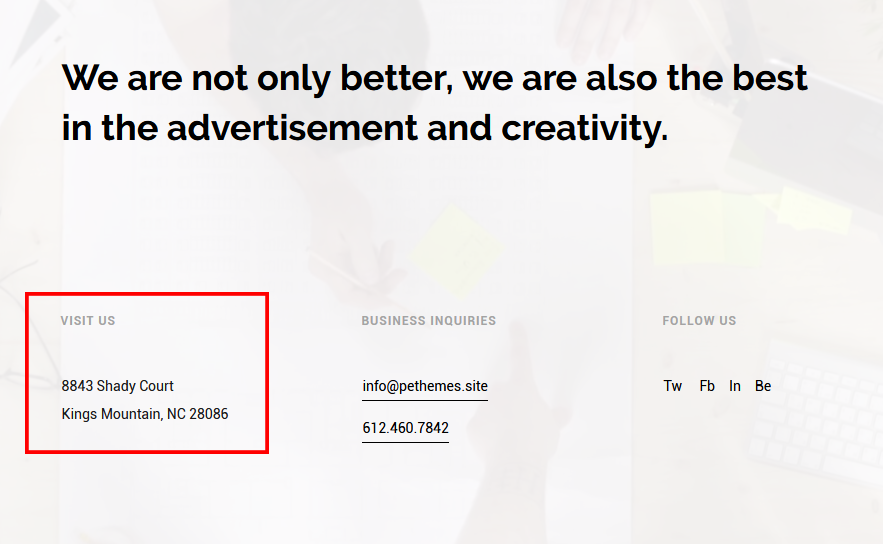 We are not only better, we are also the best
in the advertisement and creativity.
VISIT US
8843 Shady Court
Kings Mountain, NC 28086
BUSINESS INQUIRIES
info@pethemes.site
612.460.7842
FOLLOW US
Tw Fb In Be